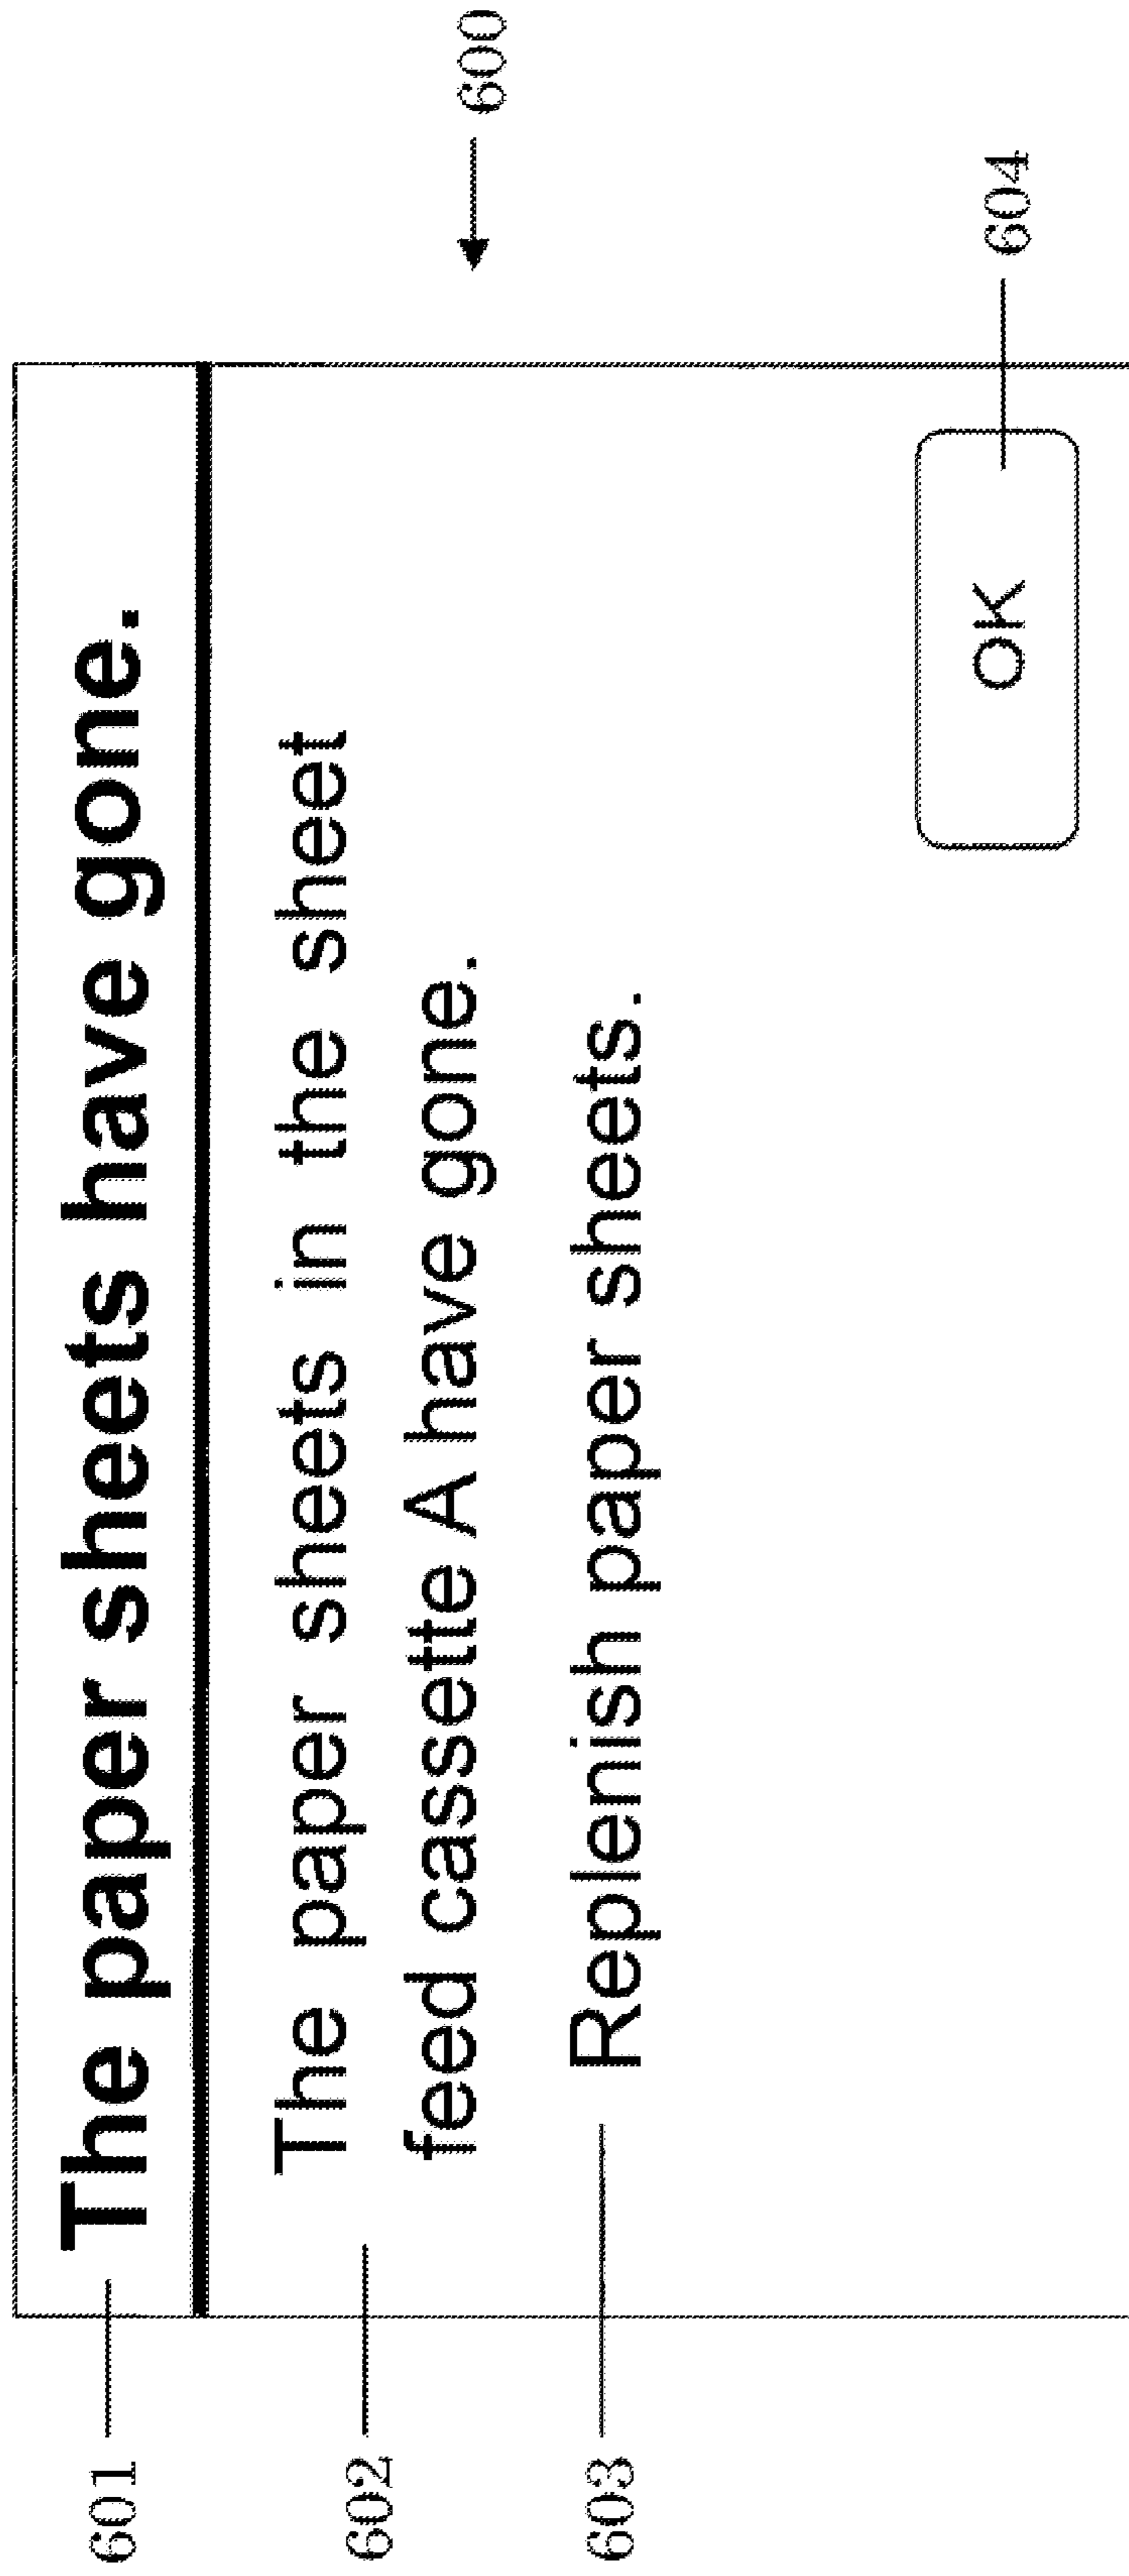 600
601 The paper sheets have gone.
602 The paper sheets in the sheet
feed cassette A have gone.
603 Replenish paper sheets.
OK 604